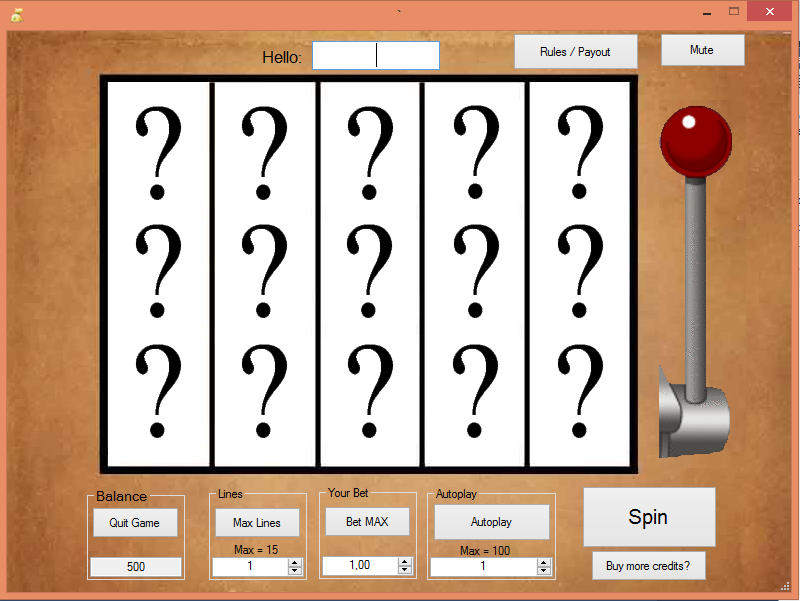 `
Hello:
Rules / Payout
Mute
? ? ? ? ?
? ? ? ? ?
? ? ? ? ?
Balance
Quit Game
500
Lines
Max Lines
Max = 15
1
Your Bet
Bet MAX
1,00
Autoplay
Autoplay
Max = 100
1
Spin
Buy more credits?